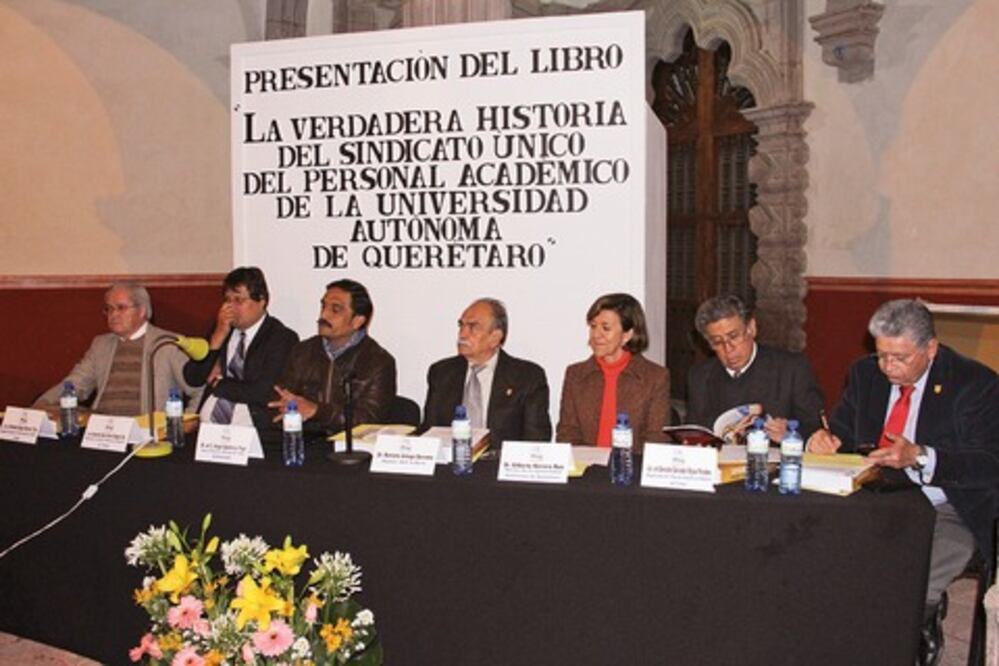 PRESENTACIÓN DEL LIBRO
"LA VERDADERA HISTORIA
DEL SINDICATO ÚNICO
DEL PERSONAL ACADÉMICO
DE LA UNIVERSIDAD
AUTÓNOMA
DE QUERÉTARO"